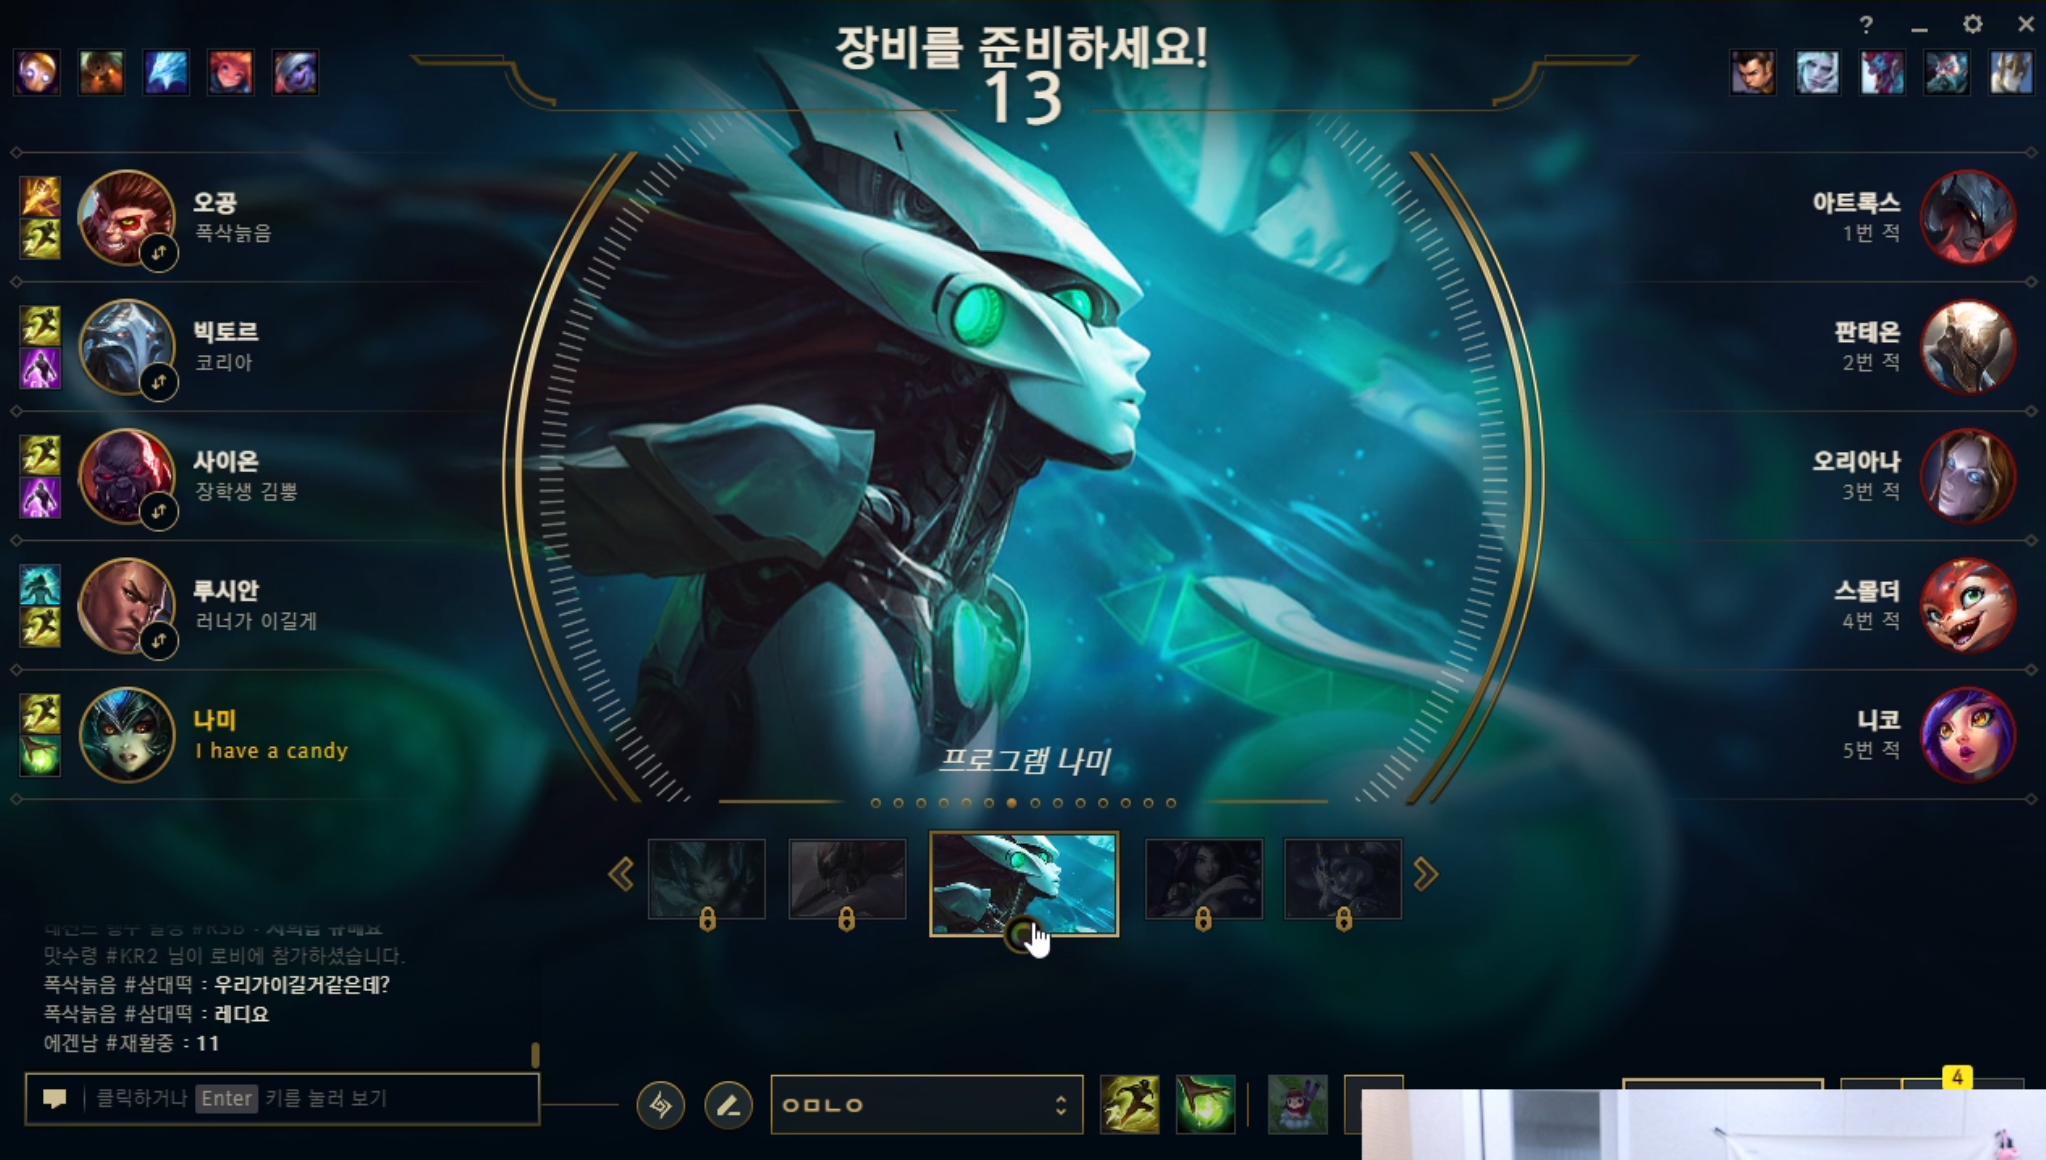 장비를 준비하세요!
13
?
오공
폭삭늙음
빅토르
코리아
사이온
장학생 김뿡
루시안
러너가 이길게
나미
I have a candy
아트록스
1번 적
판테온
2번 적
오리아나
3번 적
스몰더
4번 적
니코
5번 적
프로그램 나미
맛수령 #KR2 님이 로비에 참가하셨습니다.
폭삭늙음 #삼대떡 : 우리가이길거같은데?
폭삭늙음 #삼대떡 : 레디요
에겐남 #재활중 : 11
클릭하거나 Enter 키를 눌러 보기
ㅇㅁㄴㅇ
4